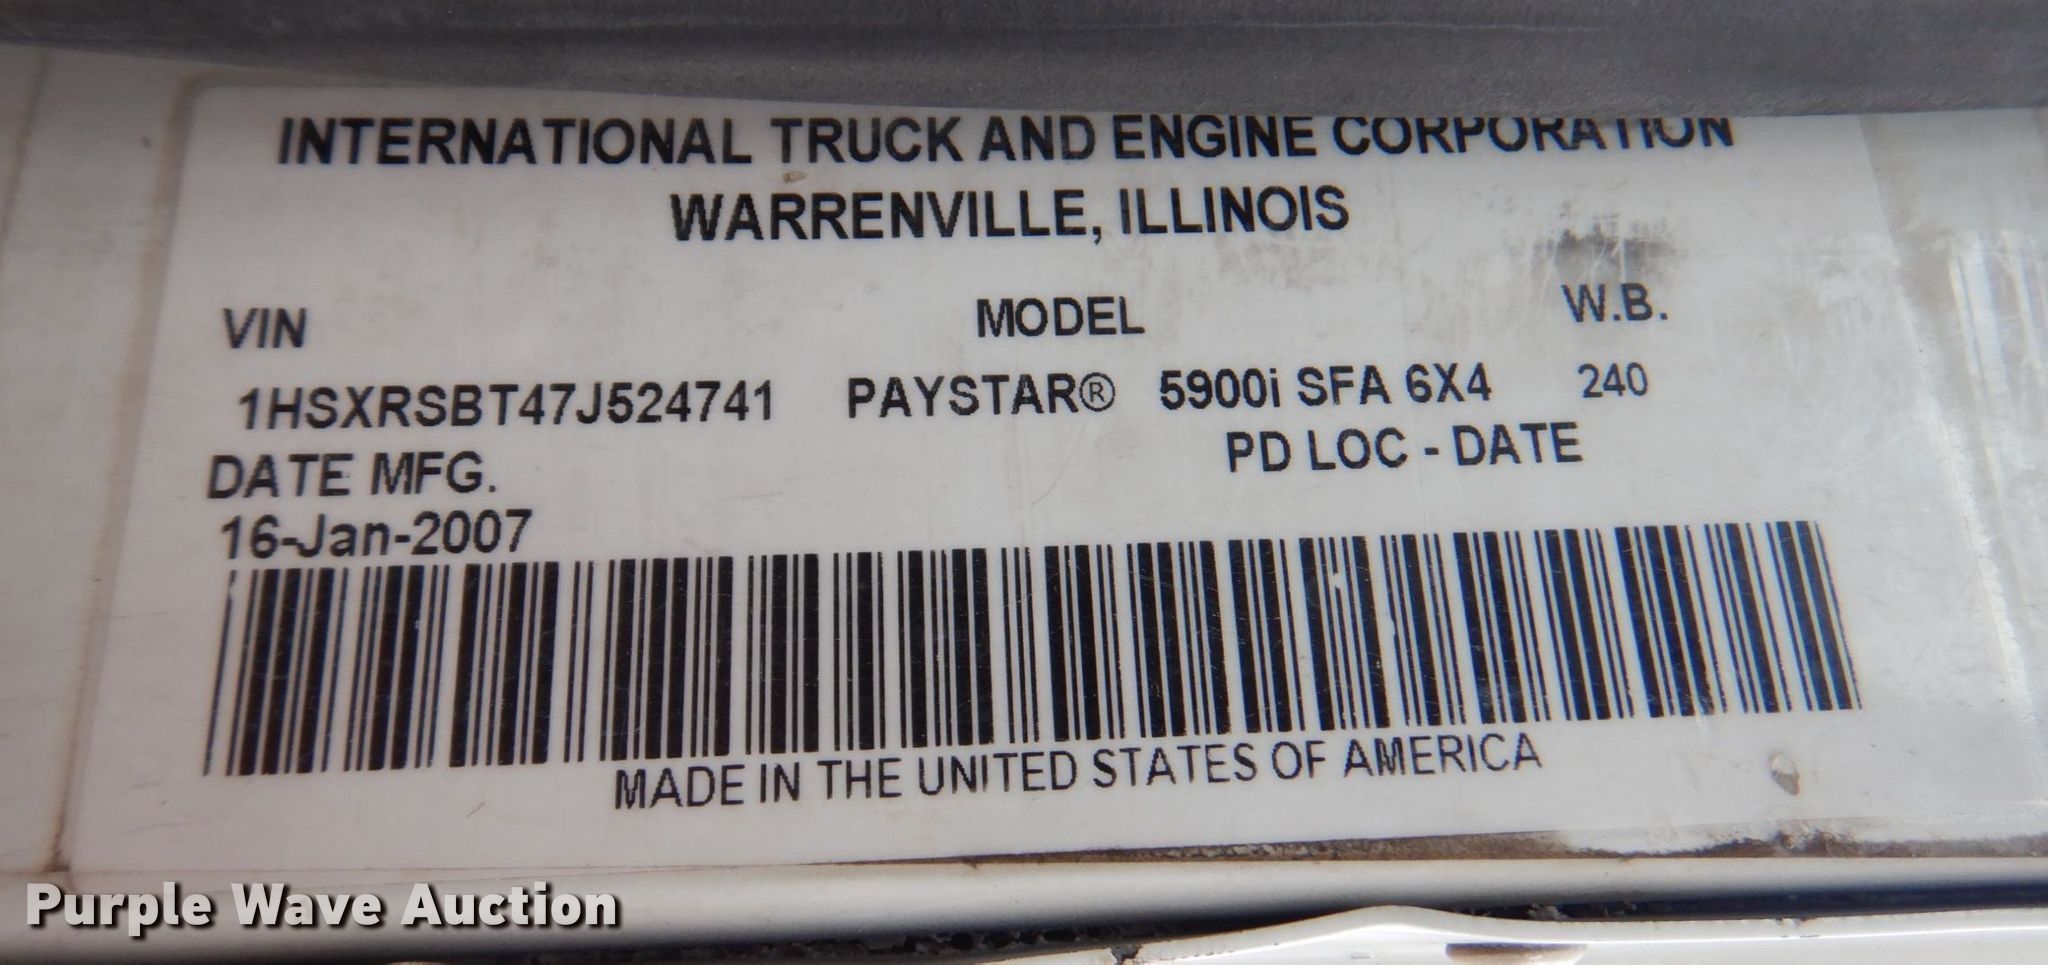 INTERNATIONAL TRUCK AND ENGINE CORPORATION
WARRENVILLE, ILLINOIS
VIN MODEL W.B.
1HSXRSBT47J524741 PAYSTAR® 5900i SFA 6X4 240
DATE MFG. PD LOC - DATE
16-Jan-2007
MADE IN THE UNITED STATES OF AMERICA
Purple Wave Auction